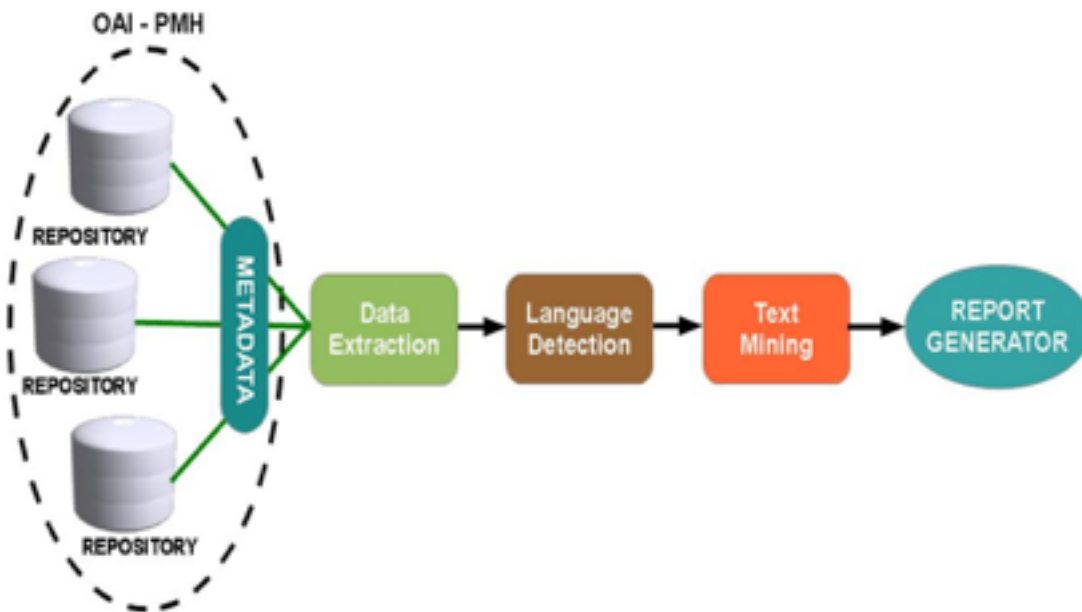 OAI - PMH
REPOSITORY
REPOSITORY
REPOSITORY
METADATA
Data
Extraction
Language
Detection
Text
Mining
REPORT
GENERATOR